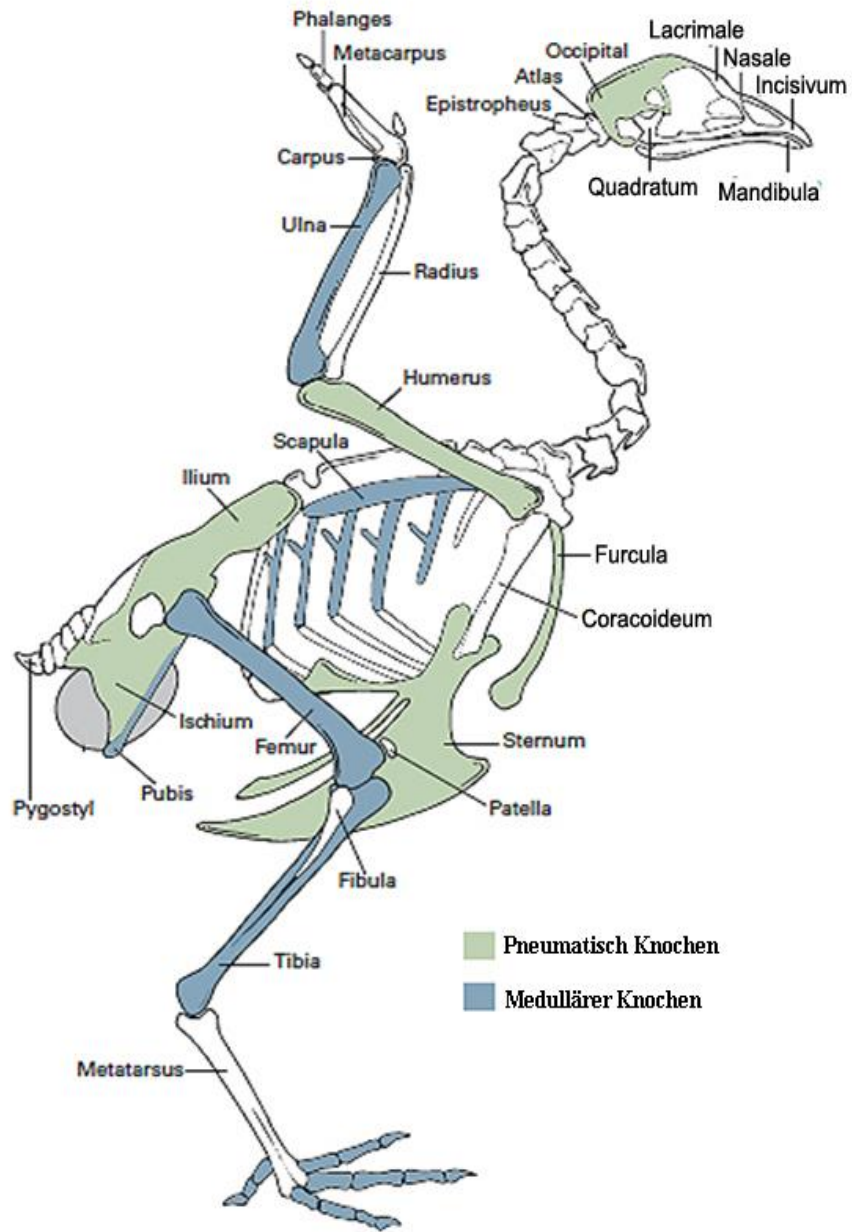 Phalanges
Metacarpus
Lacrimale
Occipital
Nasale
Atlas
Incisivum
Epistropheus
Carpus
Quadratum
Mandibula
Ulna
Radius
Humerus
Scapula
Ilium
Furcula
Coracoideum
Ischium
Femur
Sternum
Pubis
Pygostyl
Patella
Fibula
Pneumatisch Knochen
Tibia
Medullärer Knochen
Metatarsus